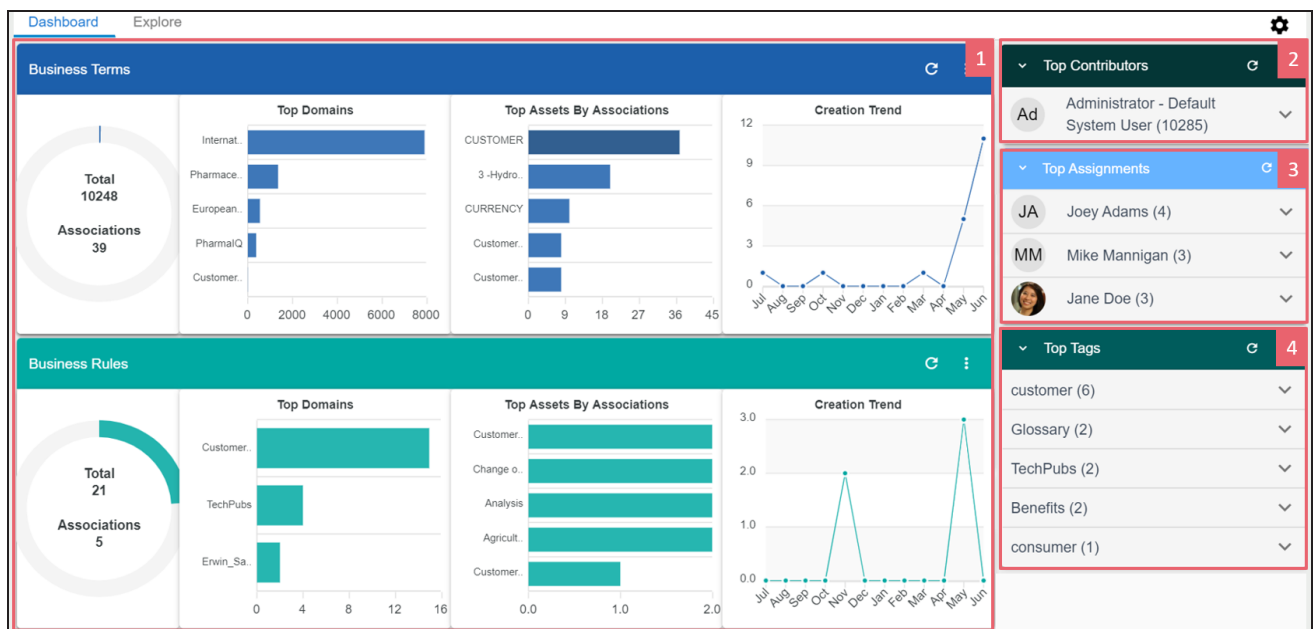 Dashboard Explore
Business Terms 1
Total
10248
Associations
39
Top Domains
Internat..
Pharmace..
European..
PharmaIQ
Customer..
0 2000 4000 6000 8000
Top Assets By Associations
CUSTOMER
3 -Hydro..
CURRENCY
Customer..
Customer..
0 9 18 27 36 45
Creation Trend
12
9
6
3
0
Jul Aug Sep Oct Nov Dec Jan Feb Mar Apr May Jun
Business Rules
Total
21
Associations
5
Top Domains
Customer..
TechPubs
Erwin_Sa..
0 4 8 12 16
Top Assets By Associations
Customer..
Change o..
Analysis
Agricult..
Customer..
0.0 1.0 2.0
Creation Trend
3.0
2.0
1.0
0.0
Jul Aug Sep Oct Nov Dec Jan Feb Mar Apr May Jun
Top Contributors 2
Ad Administrator - Default
System User (10285)
Top Assignments 3
JA Joey Adams (4)
MM Mike Mannigan (3)
Jane Doe (3)
Top Tags 4
customer (6)
Glossary (2)
TechPubs (2)
Benefits (2)
consumer (1)